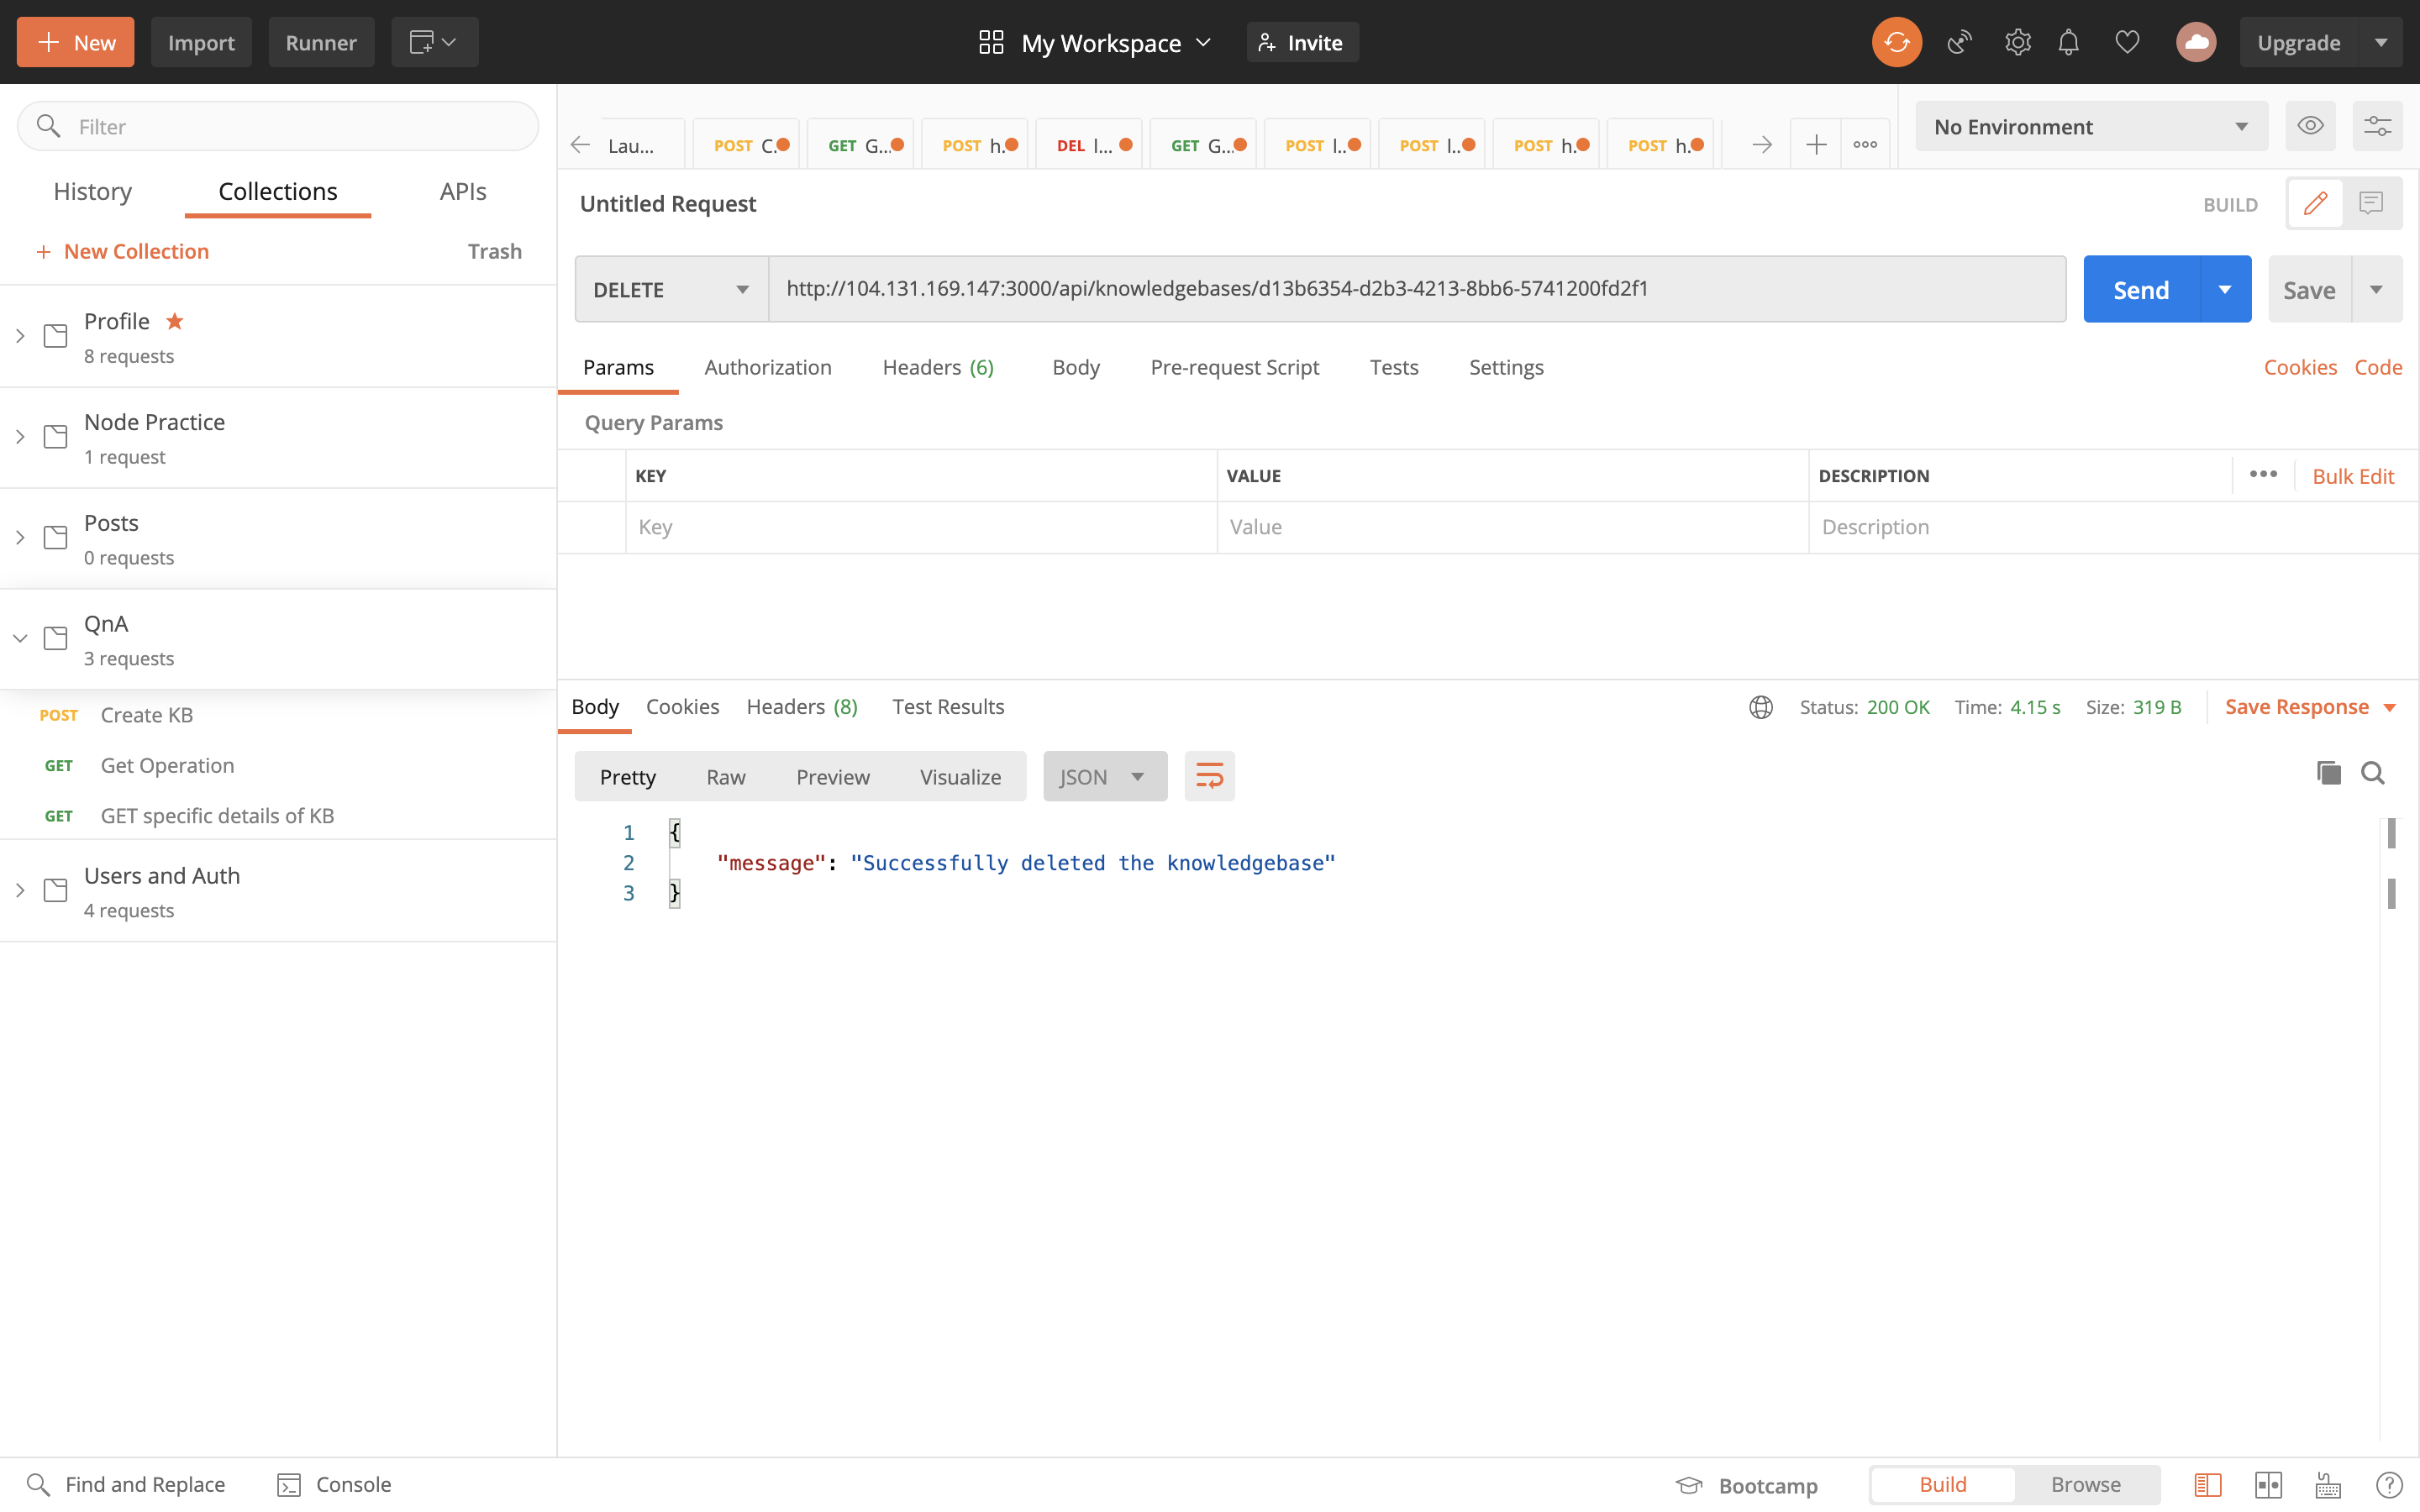 New Import Runner My Workspace Invite Upgrade
Filter
History Collections APIs
New Collection Trash
Profile
8 requests
Node Practice
1 request
Posts
0 requests
QnA
3 requests
POST Create KB
GET Get Operation
GET GET specific details of KB
Users and Auth
4 requests
Lau... POST C. GET G... POST h. DEL l... GET G... POST l.. POST l.. POST h. POST h.
No Environment
Untitled Request BUILD
DELETE http://104.131.169.147:3000/api/knowledgebases/d13b6354-d2b3-4213-8bb6-5741200fd2f1 Send Save
Params Authorization Headers (6) Body Pre-request Script Tests Settings Cookies Code
Query Params
KEY VALUE DESCRIPTION Bulk Edit
Key Value Description
Body Cookies Headers (8) Test Results Status: 200 OK Time: 4.15 s Size: 319 B Save Response
Pretty Raw Preview Visualize JSON
1 {
2 "message": "Successfully deleted the knowledgebase"
3 }
Find and Replace Console Bootcamp Build Browse